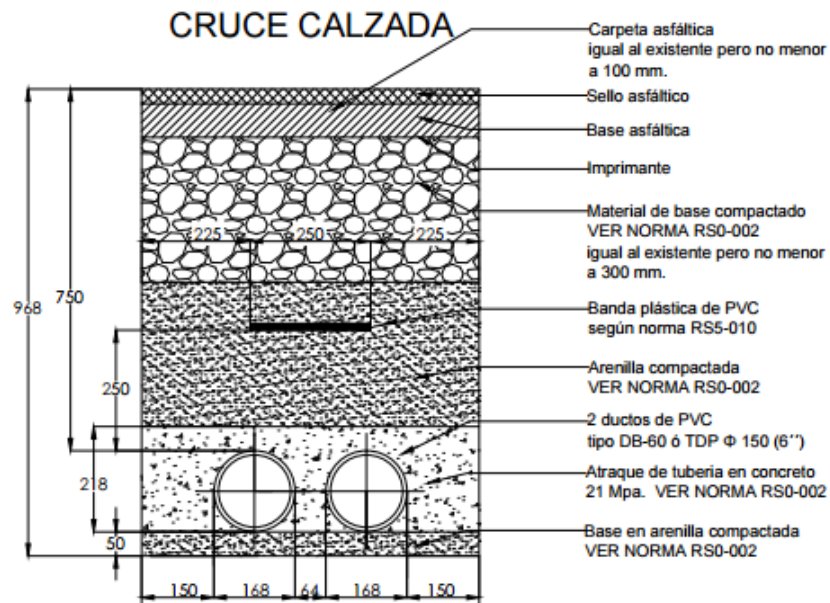 CRUCE CALZADA
Carpeta asfáltica
igual al existente pero no menor
a 100 mm.
Sello asfáltico
Base asfáltica
Imprimante
Material de base compactado
VER NORMA RS0-002
igual al existente pero no menor
a 300 mm.
Banda plástica de PVC
según norma RS5-010
Arenilla compactada
VER NORMA RS0-002
2 ductos de PVC
tipo DB-60 ó TDP Φ 150 (6´´)
Atraque de tuberia en concreto
21 Mpa. VER NORMA RS0-002
Base en arenilla compactada
VER NORMA RS0-002
225 250 225
968
750
250
218
50
150 168 64 168 150